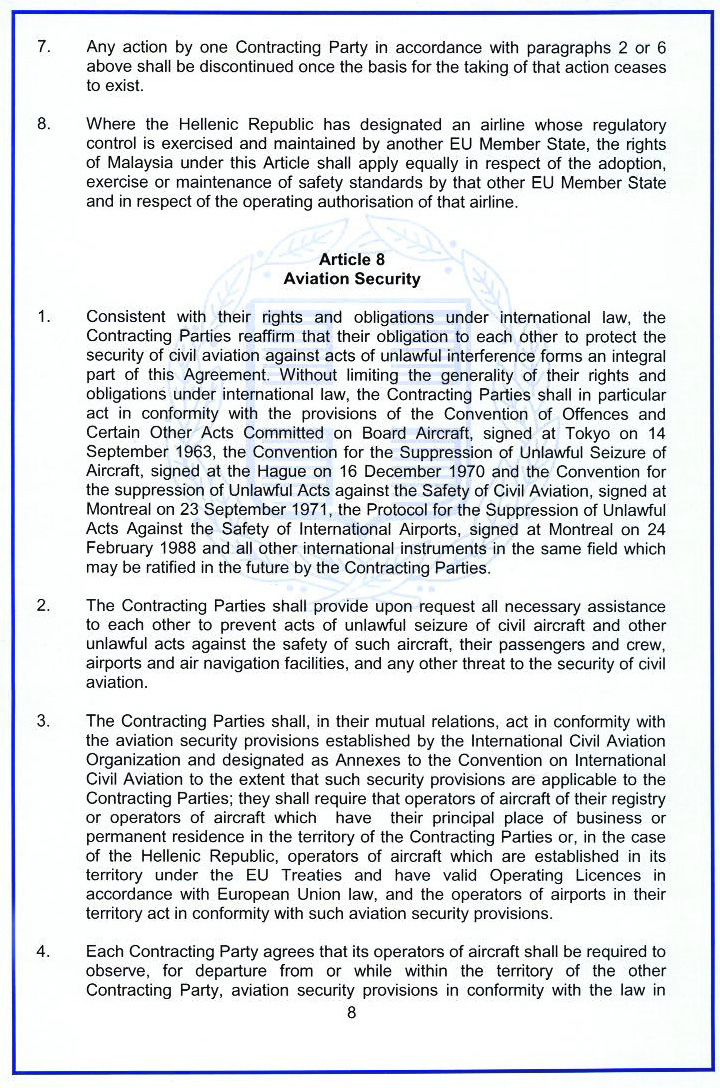 7. Any action by one Contracting Party in accordance with paragraphs 2 or 6
above shall be discontinued once the basis for the taking of that action ceases
to exist.
8. Where the Hellenic Republic has designated an airline whose regulatory
control is exercised and maintained by another EU Member State, the rights
of Malaysia under this Article shall apply equally in respect of the adoption,
exercise or maintenance of safety standards by that other EU Member State
and in respect of the operating authorisation of that airline.
Article 8
Aviation Security
1. Consistent with their rights and obligations under international law, the
Contracting Parties reaffirm that their obligation to each other to protect the
security of civil aviation against acts of unlawful interference forms an integral
part of this Agreement. Without limiting the generality of their rights and
obligations under international law, the Contracting Parties shall in particular
act in conformity with the provisions of the Convention of Offences and
Certain Other Acts Committed on Board Aircraft, signed at Tokyo on 14
September 1963, the Convention for the Suppression of Unlawful Seizure of
Aircraft, signed at the Hague on 16 December 1970 and the Convention for
the suppression of Unlawful Acts against the Safety of Civil Aviation, signed at
Montreal on 23 September 1971, the Protocol for the Suppression of Unlawful
Acts Against the Safety of International Airports, signed at Montreal on 24
February 1988 and all other international instruments in the same field which
may be ratified in the future by the Contracting Parties.
2. The Contracting Parties shall provide upon request all necessary assistance
to each other to prevent acts of unlawful seizure of civil aircraft and other
unlawful acts against the safety of such aircraft, their passengers and crew,
airports and air navigation facilities, and any other threat to the security of civil
aviation.
3. The Contracting Parties shall, in their mutual relations, act in conformity with
the aviation security provisions established by the International Civil Aviation
Organization and designated as Annexes to the Convention on International
Civil Aviation to the extent that such security provisions are applicable to the
Contracting Parties; they shall require that operators of aircraft of their registry
or operators of aircraft which have their principal place of business or
permanent residence in the territory of the Contracting Parties or, in the case
of the Hellenic Republic, operators of aircraft which are established in its
territory under the EU Treaties and have valid Operating Licences in
accordance with European Union law, and the operators of airports in their
territory act in conformity with such aviation security provisions.
4. Each Contracting Party agrees that its operators of aircraft shall be required to
observe, for departure from or while within the territory of the other
Contracting Party, aviation security provisions in conformity with the law in
8